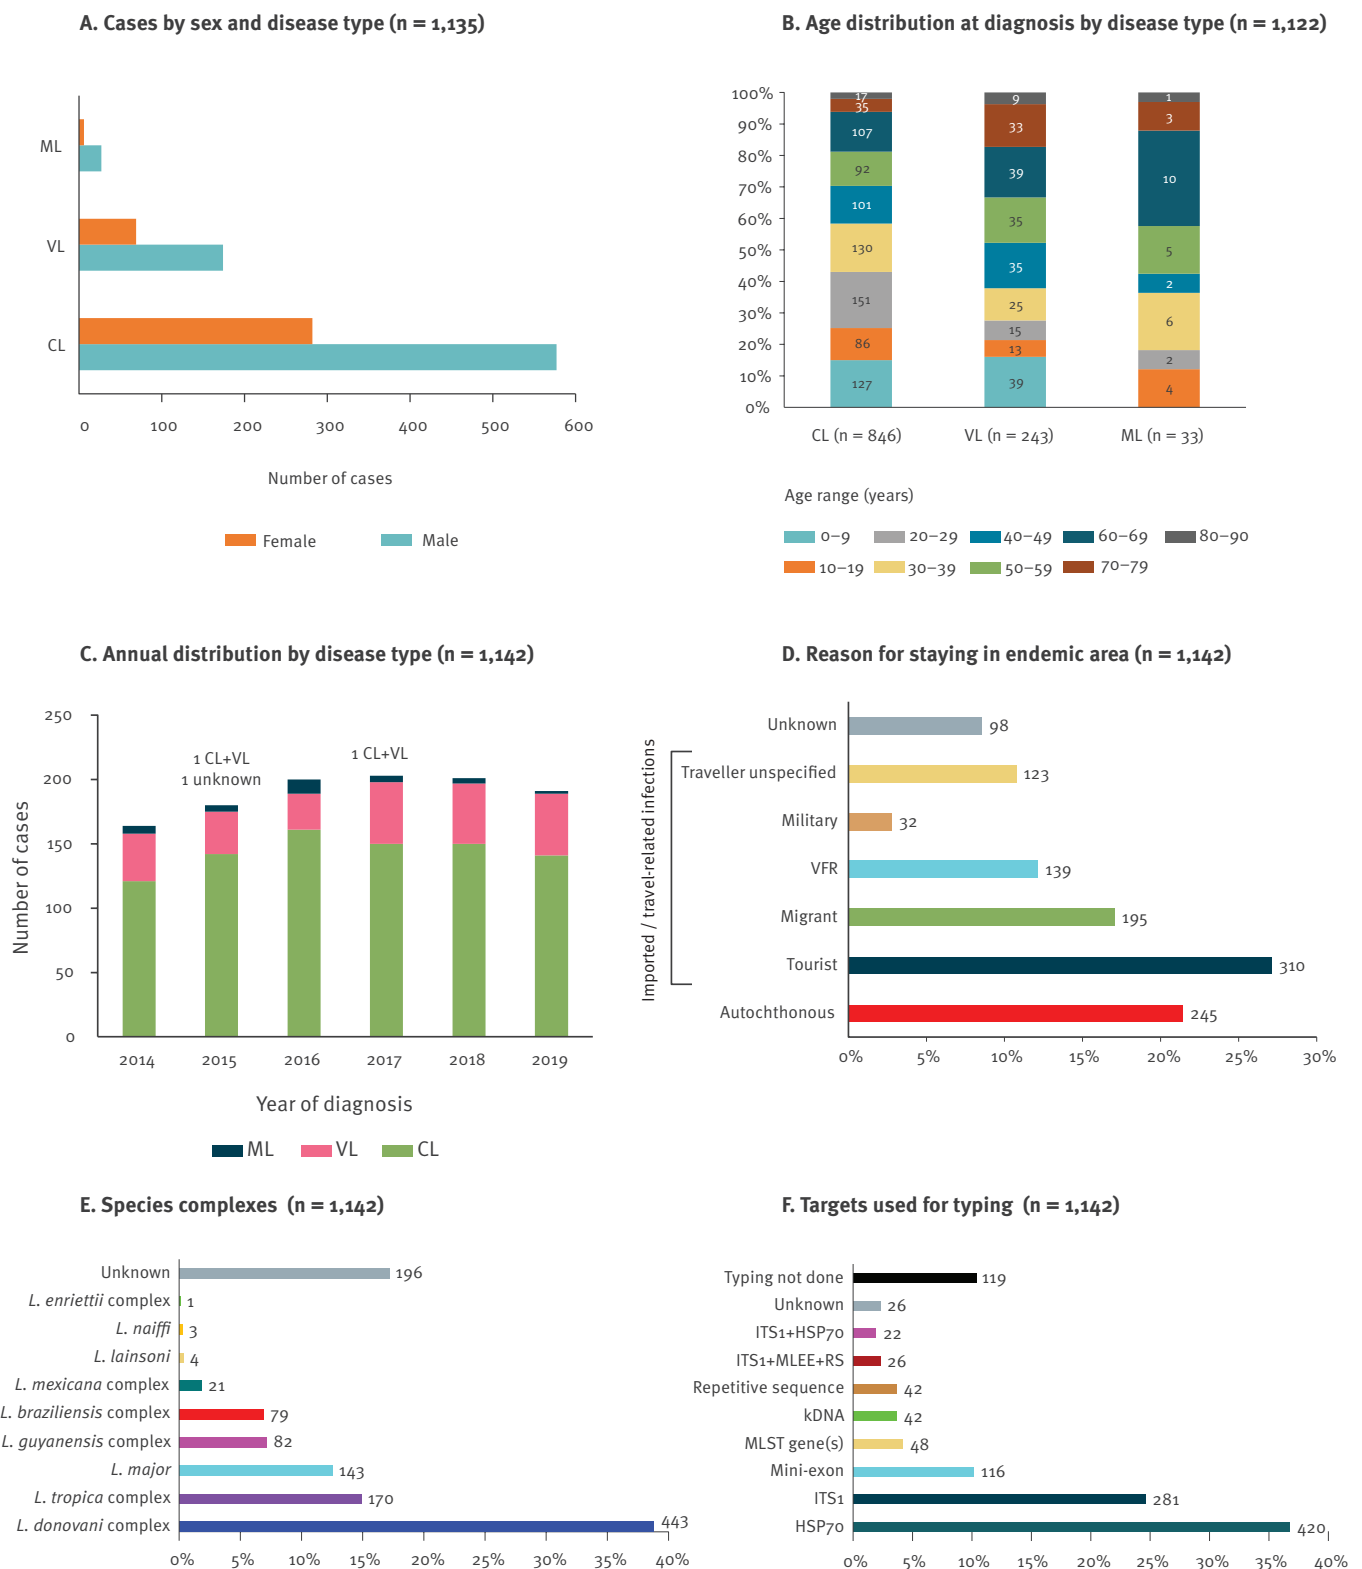 A. Cases by sex and disease type (n = 1,135)
ML
VL
CL
0 100 200 300 400 500 600
Number of cases
Female Male
B. Age distribution at diagnosis by disease type (n = 1,122)
100%
90%
80%
70%
60%
50%
40%
30%
20%
10%
0%
17 9 1
35 33 3
107 39 10
92 35 5
101 35 2
130 25 6
151 15 2
86 13 4
127 39
CL (n = 846) VL (n = 243) ML (n = 33)
Age range (years)
0–9 20–29 40–49 60–69 80–90
10–19 30–39 50–59 70–79
C. Annual distribution by disease type (n = 1,142)
Number of cases
250
200
150
100
50
0
1 CL+VL
1 unknown
1 CL+VL
2014 2015 2016 2017 2018 2019
Year of diagnosis
ML VL CL
D. Reason for staying in endemic area (n = 1,142)
Imported / travel-related infections
Unknown 98
Traveller unspecified 123
Military 32
VFR 139
Migrant 195
Tourist 310
Autochthonous 245
0% 5% 10% 15% 20% 25% 30%
E. Species complexes (n = 1,142)
Unknown 196
L. enriettii complex 1
L. naiffi 3
L. lainsoni 4
L. mexicana complex 21
L. braziliensis complex 79
L. guyanensis complex 82
L. major 143
L. tropica complex 170
L. donovani complex 443
0% 5% 10% 15% 20% 25% 30% 35% 40%
F. Targets used for typing (n = 1,142)
Typing not done 119
Unknown 26
ITS1+HSP70 22
ITS1+MLEE+RS 26
Repetitive sequence 42
kDNA 42
MLST gene(s) 48
Mini-exon 116
ITS1 281
HSP70 420
0% 5% 10% 15% 20% 25% 30% 35% 40%